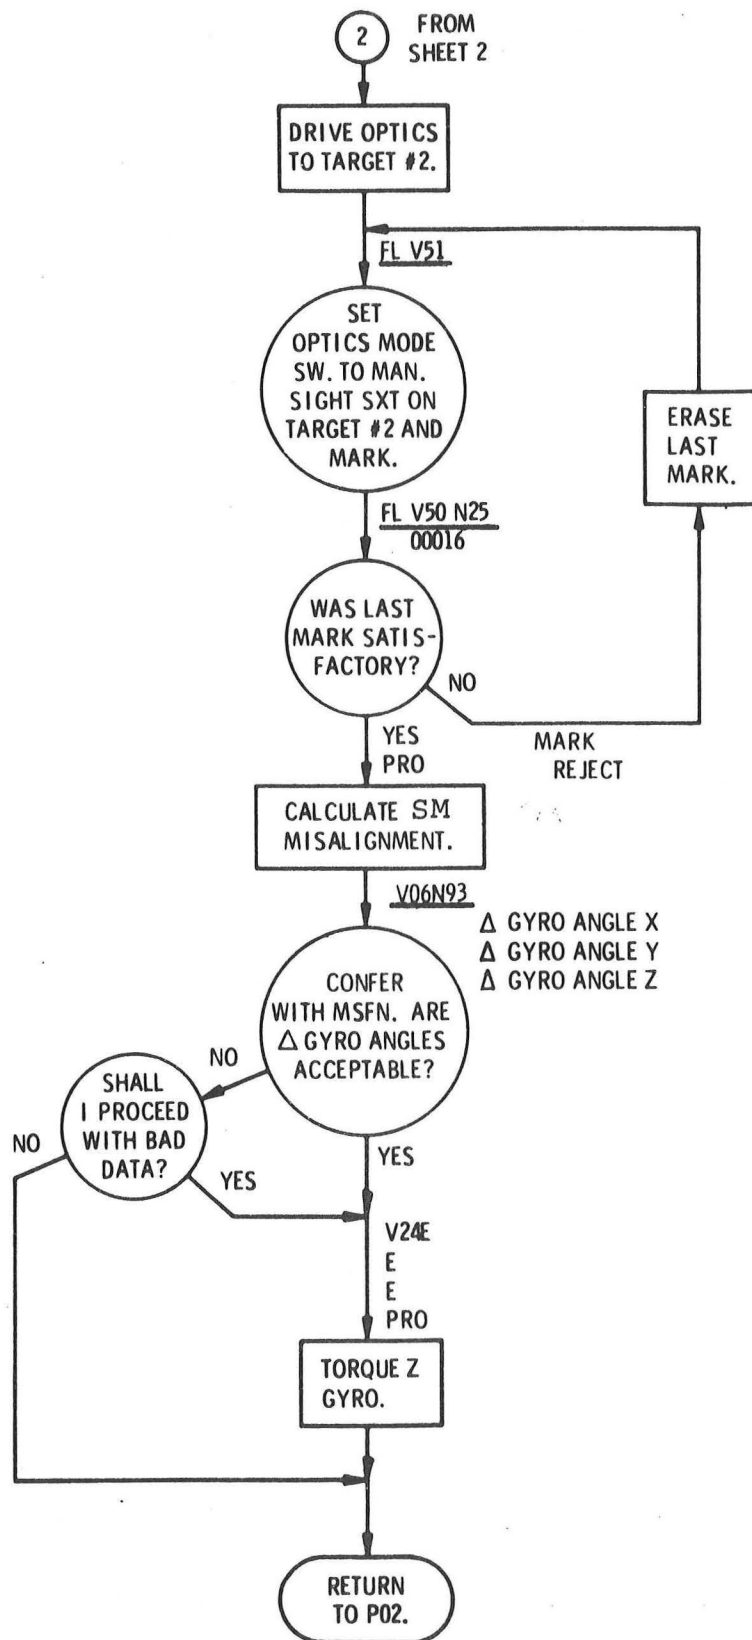 2
FROM
SHEET 2
DRIVE OPTICS
TO TARGET #2.
FL V51
SET
OPTICS MODE
SW. TO MAN.
SIGHT SXT ON
TARGET #2 AND
MARK.
ERASE
LAST
MARK.
FL V50 N25
00016
WAS LAST
MARK SATIS-
FACTORY?
NO
MARK
REJECT
YES
PRO
CALCULATE SM
MISALIGNMENT.
V06N93
Δ GYRO ANGLE X
Δ GYRO ANGLE Y
Δ GYRO ANGLE Z
CONFER
WITH MSFN. ARE
Δ GYRO ANGLES
ACCEPTABLE?
NO
SHALL
I PROCEED
WITH BAD
DATA?
NO
YES
YES
V24E
E
E
PRO
TORQUE Z
GYRO.
RETURN
TO P02.